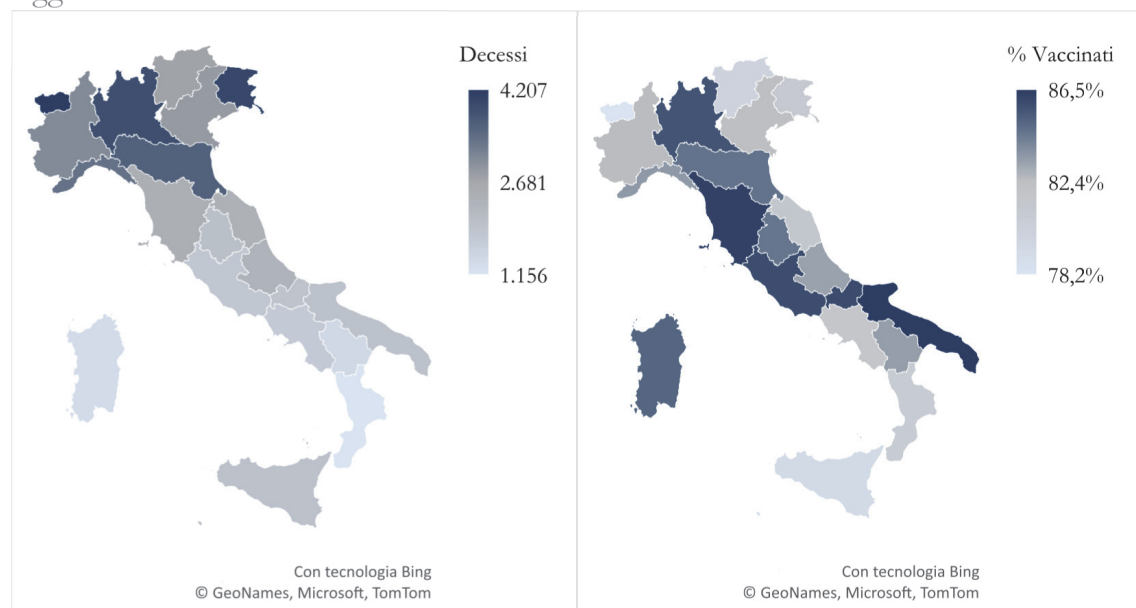 Decessi
4.207
2.681
1.156
Con tecnologia Bing
© GeoNames, Microsoft, TomTom
% Vaccinati
86,5%
82,4%
78,2%
Con tecnologia Bing
© GeoNames, Microsoft, TomTom